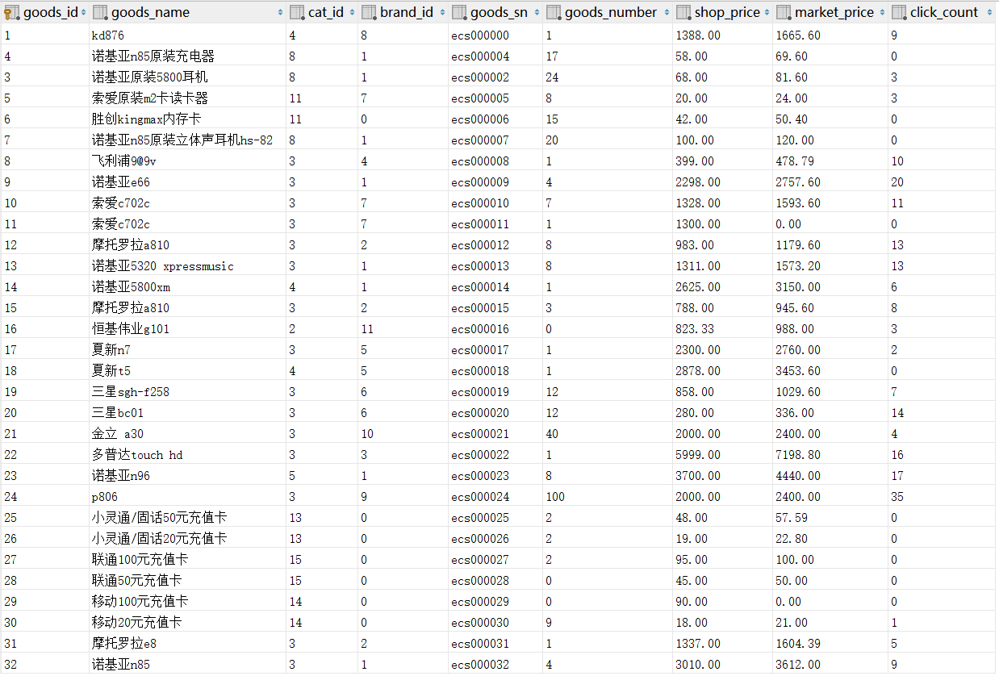 goods_id goods_name cat_id brand_id goods_sn goods_number shop_price market_price click_count
1 kd876 4 8 ecs000000 1 1388.00 1665.60 9
4 诺基亚n85原装充电器 8 1 ecs000004 17 58.00 69.60 0
3 诺基亚原装5800耳机 8 1 ecs000002 24 68.00 81.60 3
5 索爱原装m2卡读卡器 11 7 ecs000005 8 20.00 24.00 3
6 胜创kingmax内存卡 11 0 ecs000006 15 42.00 50.40 0
7 诺基亚n85原装立体声耳机hs-82 8 1 ecs000007 20 100.00 120.00 0
8 飞利浦9@9v 3 4 ecs000008 1 399.00 478.79 10
9 诺基亚e66 3 1 ecs000009 4 2298.00 2757.60 20
10 索爱c702c 3 7 ecs000010 7 1328.00 1593.60 11
11 索爱c702c 3 7 ecs000011 1 1300.00 0.00 0
12 摩托罗拉a810 3 2 ecs000012 8 983.00 1179.60 13
13 诺基亚5320 xpressmusic 3 1 ecs000013 8 1311.00 1573.20 13
14 诺基亚5800xm 4 1 ecs000014 1 2625.00 3150.00 6
15 摩托罗拉a810 3 2 ecs000015 3 788.00 945.60 8
16 恒基伟业g101 2 11 ecs000016 0 823.33 988.00 3
17 夏新n7 3 5 ecs000017 1 2300.00 2760.00 2
18 夏新t5 4 5 ecs000018 1 2878.00 3453.60 0
19 三星sgh-f258 3 6 ecs000019 12 858.00 1029.60 7
20 三星bc01 3 6 ecs000020 12 280.00 336.00 14
21 金立 a30 3 10 ecs000021 40 2000.00 2400.00 4
22 多普达touch hd 3 3 ecs000022 1 5999.00 7198.80 16
23 诺基亚n96 5 1 ecs000023 8 3700.00 4440.00 17
24 p806 3 9 ecs000024 100 2000.00 2400.00 35
25 小灵通/固话50元充值卡 13 0 ecs000025 2 48.00 57.59 0
26 小灵通/固话20元充值卡 13 0 ecs000026 2 19.00 22.80 0
27 联通100元充值卡 15 0 ecs000027 2 95.00 100.00 0
28 联通50元充值卡 15 0 ecs000028 0 45.00 50.00 0
29 移动100元充值卡 14 0 ecs000029 0 90.00 0.00 0
30 移动20元充值卡 14 0 ecs000030 9 18.00 21.00 1
31 摩托罗拉e8 3 2 ecs000031 1 1337.00 1604.39 5
32 诺基亚n85 3 1 ecs000032 4 3010.00 3612.00 9